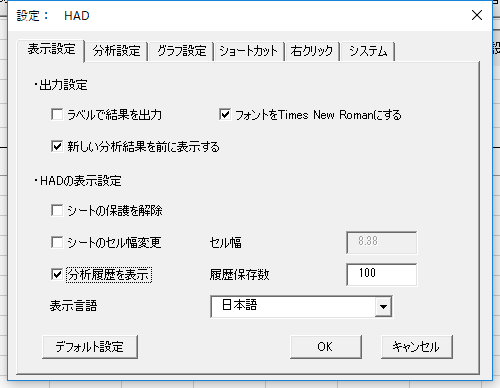 設定： HAD
表示設定 分析設定 グラフ設定 ショートカット 右クリック システム
・出力設定
ラベルで結果を出力 フォントをTimes New Romanにする
新しい分析結果を前に表示する
・HADの表示設定
シートの保護を解除
シートのセル幅変更 セル幅 8.38
分析履歴を表示 履歴保存数 100
表示言語 日本語
デフォルト設定 OK キャンセル